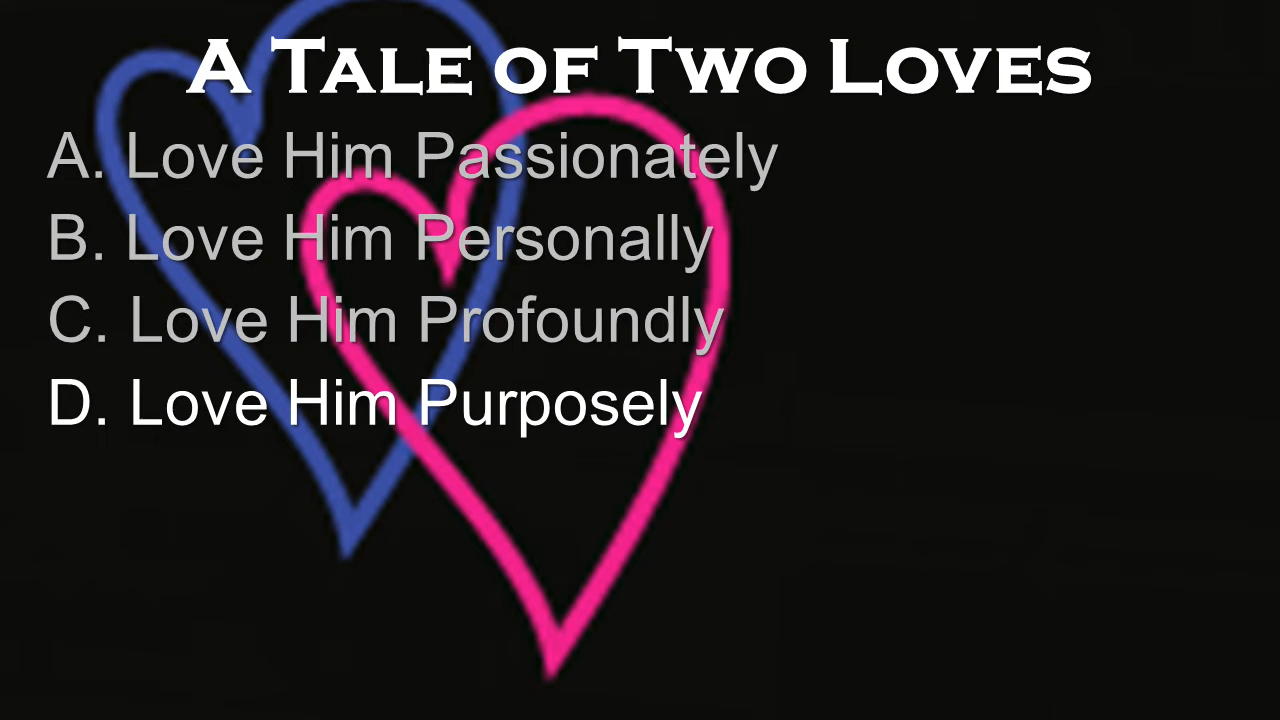 A Tale of Two Loves
A. Love Him Passionately
B. Love Him Personally
C. Love Him Profoundly
D. Love Him Purposely